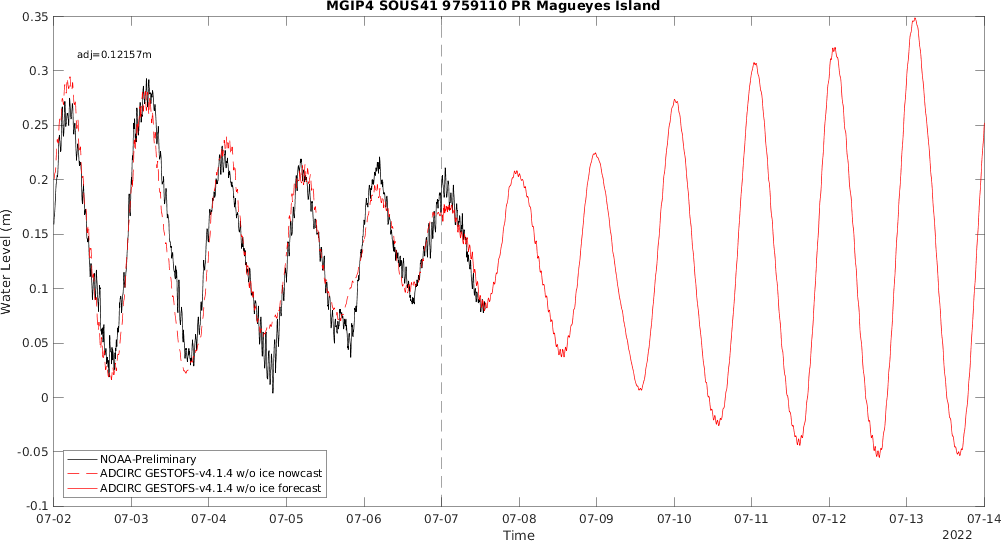 MGIP4 SOUS41 9759110 PR Magueyes Island
adj=0.12157m
0.35
0.3
0.25
0.2
0.15
0.1
0.05
0
-0.05
-0.1
Water Level (m)
NOAA-Preliminary
ADCIRC GESTOFS-v4.1.4 w/o ice nowcast
ADCIRC GESTOFS-v4.1.4 w/o ice forecast
07-02 07-03 07-04 07-05 07-06 07-07 07-08 07-09 07-10 07-11 07-12 07-13 07-14
Time
2022